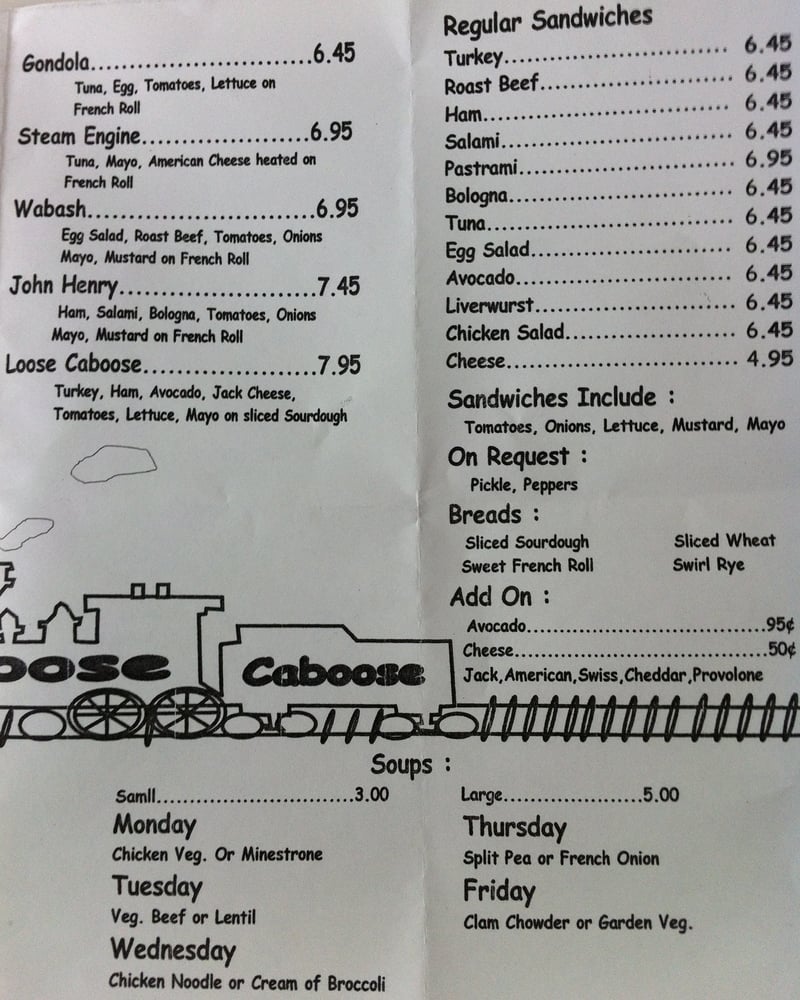 Gondola..............................6.45
Tuna, Egg, Tomatoes, Lettuce on
French Roll
Steam Engine......................6.95
Tuna, Mayo, American Cheese heated on
French Roll
Wabash..............................6.95
Egg Salad, Roast Beef, Tomatoes, Onions
Mayo, Mustard on French Roll
John Henry..........................7.45
Ham, Salami, Bologna, Tomatoes, Onions
Mayo, Mustard on French Roll
Loose Caboose......................7.95
Turkey, Ham, Avocado, Jack Cheese,
Tomatoes, Lettuce, Mayo on sliced Sourdough
Regular Sandwiches
Turkey.................................. 6.45
Roast Beef............................ 6.45
Ham..................................... 6.45
Salami.................................. 6.45
Pastrami............................... 6.95
Bologna................................ 6.45
Tuna.................................... 6.45
Egg Salad.............................. 6.45
Avocado................................ 6.45
Liverwurst............................. 6.45
Chicken Salad......................... 6.45
Cheese.................................. 4.95
Sandwiches Include :
Tomatoes, Onions, Lettuce, Mustard, Mayo
On Request :
Pickle, Peppers
Breads :
Sliced Sourdough Sliced Wheat
Sweet French Roll Swirl Rye
Add On :
Avocado........................................95¢
Cheese..........................................50¢
Jack,American,Swiss,Cheddar,Provolone
oose Caboose
Soups :
Samll................................3.00
Large.......................5.00
Monday
Chicken Veg. Or Minestrone
Tuesday
Veg. Beef or Lentil
Wednesday
Chicken Noodle or Cream of Broccoli
Thursday
Split Pea or French Onion
Friday
Clam Chowder or Garden Veg.